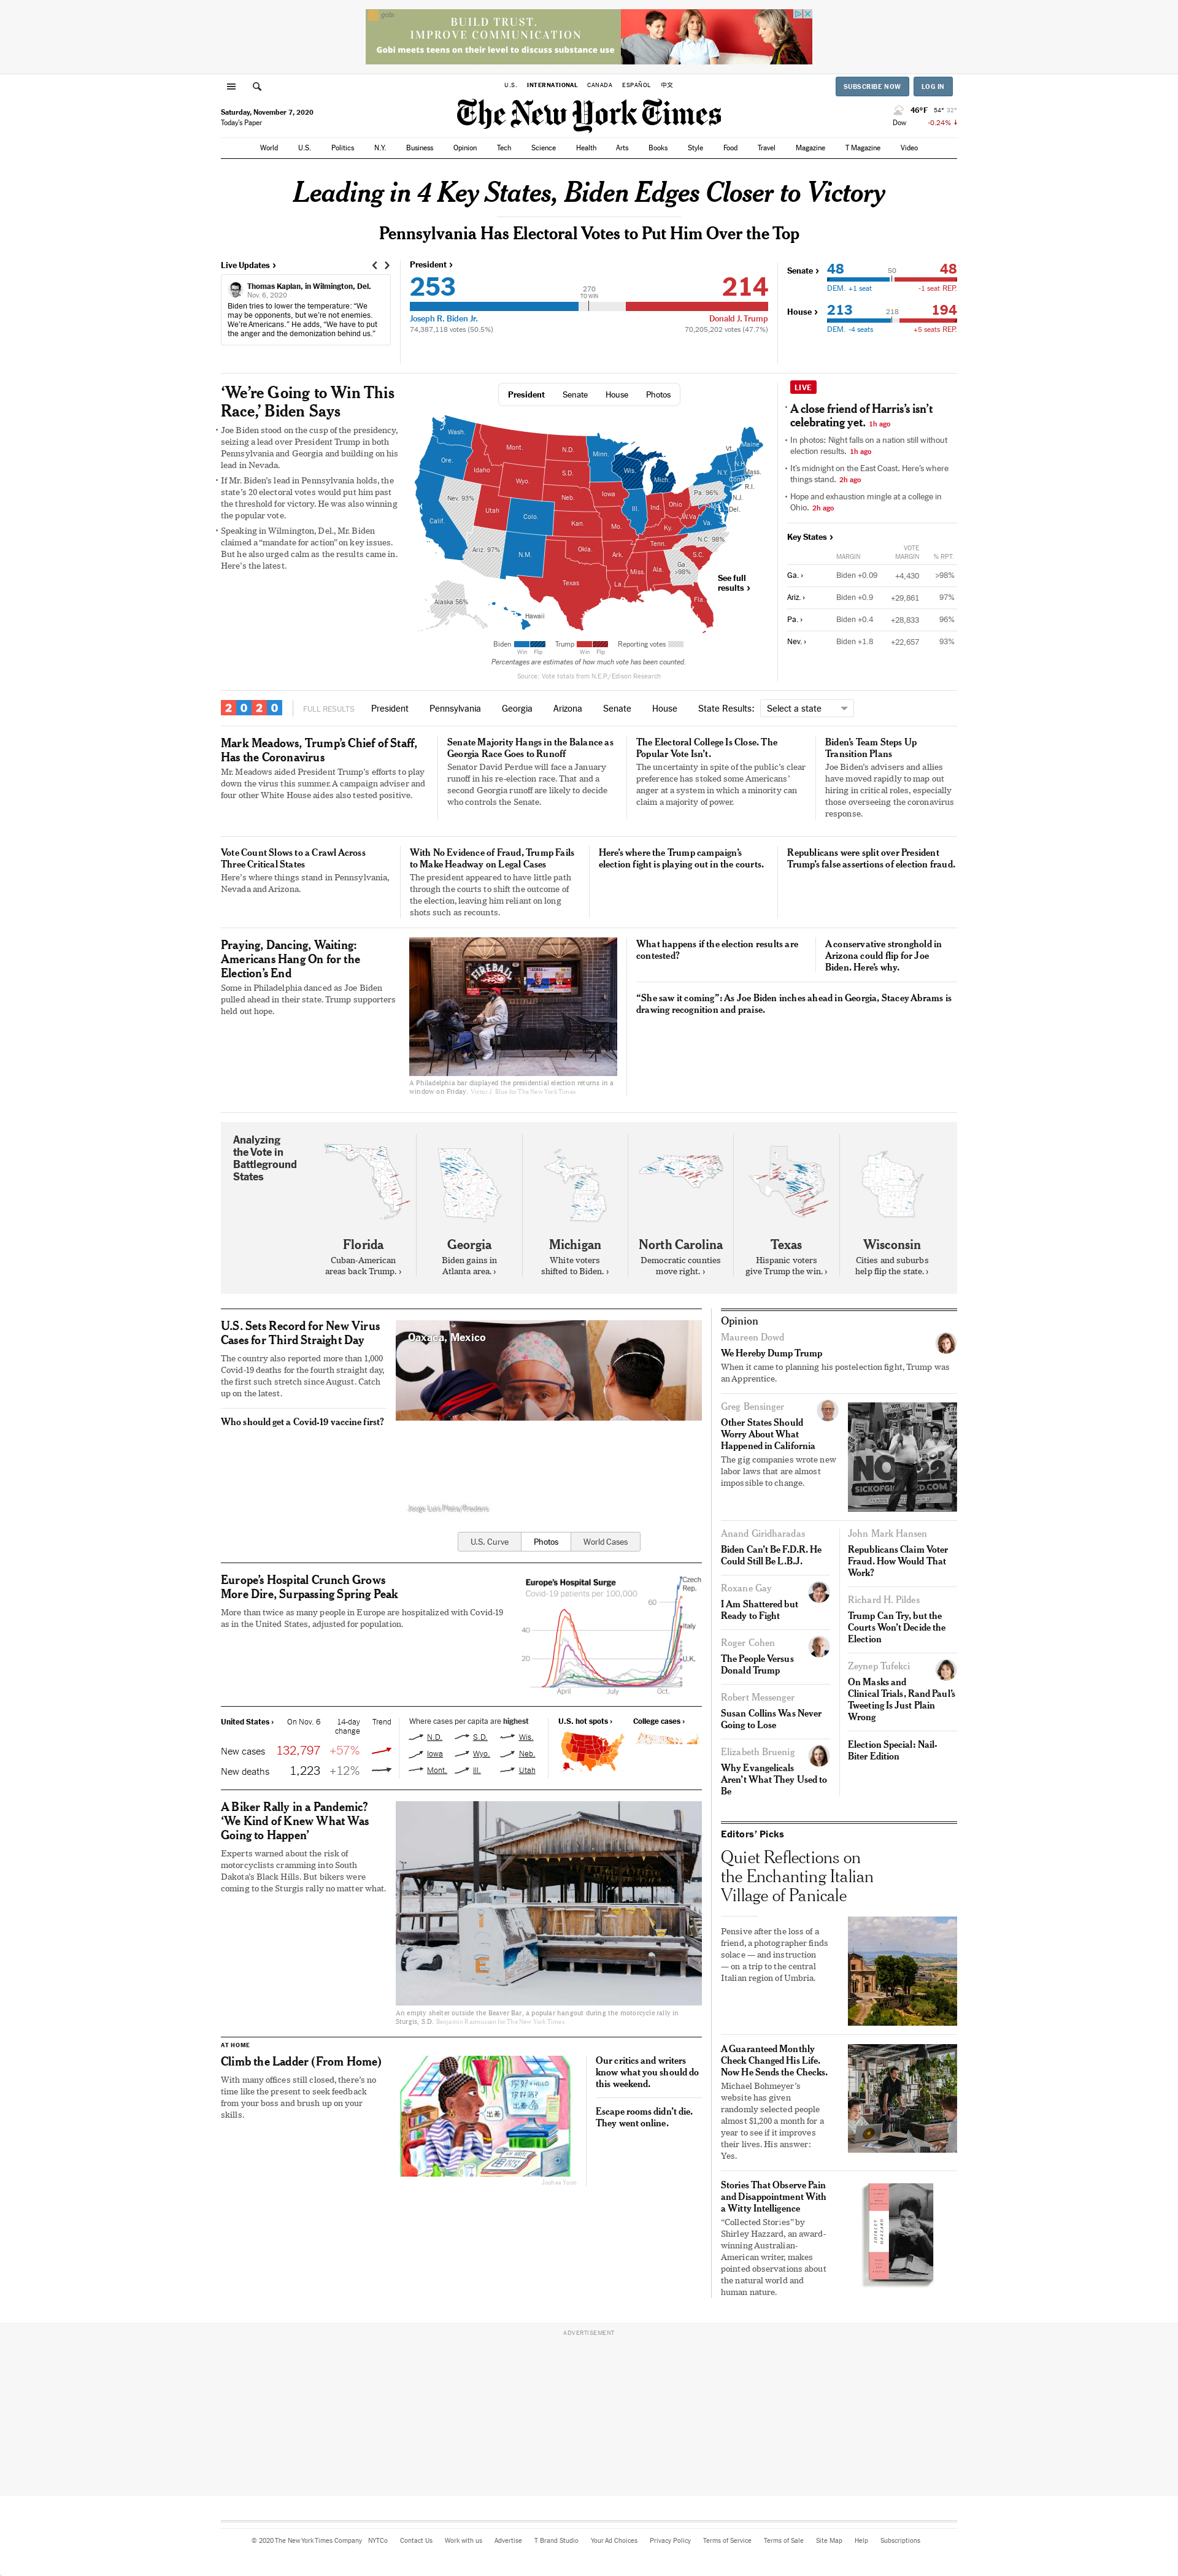 gobi
BUILD TRUST.
IMPROVE COMMUNICATION
Gobi meets teens on their level to discuss substance use
U.S. INTERNATIONAL CANADA ESPAÑOL 中文
SUBSCRIBE NOW LOG IN
Saturday, November 7, 2020
Today's Paper
The New York Times
46°F 54° 32°
Dow -0.24% ↓
World U.S. Politics N.Y. Business Opinion Tech Science Health Arts Books Style Food Travel Magazine T Magazine Video
Leading in 4 Key States, Biden Edges Closer to Victory
Pennsylvania Has Electoral Votes to Put Him Over the Top
Live Updates ›
Thomas Kaplan, in Wilmington, Del.
Nov. 6, 2020
Biden tries to lower the temperature: “We
may be opponents, but we're not enemies.
We're Americans.” He adds, “We have to put
the anger and the demonization behind us.”
President ›
253 214
270
TO WIN
Joseph R. Biden Jr. Donald J. Trump
74,387,118 votes (50.5%) 70,205,202 votes (47.7%)
Senate › 48 50 48
DEM. +1 seat -1 seat REP.
House › 213 218 194
DEM. -4 seats +5 seats REP.
‘We’re Going to Win This
Race,’ Biden Says
• Joe Biden stood on the cusp of the presidency,
seizing a lead over President Trump in both
Pennsylvania and Georgia and building on his
lead in Nevada.
• If Mr. Biden’s lead in Pennsylvania holds, the
state’s 20 electoral votes would put him past
the threshold for victory. He was also winning
the popular vote.
• Speaking in Wilmington, Del., Mr. Biden
claimed a “mandate for action” on key issues.
But he also urged calm as the results came in.
Here’s the latest.
President Senate House Photos
Wash.
Ore.
Idaho
Mont.
N.D.
Minn.
Wis.
Mich.
Vt.
Maine
N.H.
Mass.
N.Y.
Conn.
R.I.
Wyo.
S.D.
Nev. 93%
Utah
Colo.
Neb.
Iowa
Ill.
Ind.
Ohio
Pa. 96%
N.J.
Del.
Calif.
Kan.
Mo.
Ky.
W.Va.
Va.
Ariz. 97%
N.M.
Okla.
Ark.
Tenn.
N.C. 98%
S.C.
Texas
La.
Miss.
Ala.
Ga.
>98%
Fla.
Alaska 56%
Hawaii
See full
results ›
Biden Trump Reporting votes
Win Flip Win Flip
Percentages are estimates of how much vote has been counted.
Source: Vote totals from N.E.P./Edison Research
LIVE
• A close friend of Harris’s isn’t
celebrating yet. 1h ago
• In photos: Night falls on a nation still without
election results. 1h ago
• It’s midnight on the East Coast. Here’s where
things stand. 2h ago
• Hope and exhaustion mingle at a college in
Ohio. 2h ago
Key States ›
MARGIN VOTE MARGIN % RPT.
Ga. › Biden +0.09 +4,430 >98%
Ariz. › Biden +0.9 +29,861 97%
Pa. › Biden +0.4 +28,833 96%
Nev. › Biden +1.8 +22,657 93%
2020 FULL RESULTS President Pennsylvania Georgia Arizona Senate House State Results: Select a state
Mark Meadows, Trump’s Chief of Staff,
Has the Coronavirus
Mr. Meadows aided President Trump’s efforts to play
down the virus this summer. A campaign adviser and
four other White House aides also tested positive.
Senate Majority Hangs in the Balance as
Georgia Race Goes to Runoff
Senator David Perdue will face a January
runoff in his re-election race. That and a
second Georgia runoff are likely to decide
who controls the Senate.
The Electoral College Is Close. The
Popular Vote Isn’t.
The uncertainty in spite of the public’s clear
preference has stoked some Americans’
anger at a system in which a minority can
claim a majority of power.
Biden’s Team Steps Up
Transition Plans
Joe Biden’s advisers and allies
have moved rapidly to map out
hiring in critical roles, especially
those overseeing the coronavirus
response.
Vote Count Slows to a Crawl Across
Three Critical States
Here’s where things stand in Pennsylvania,
Nevada and Arizona.
With No Evidence of Fraud, Trump Fails
to Make Headway on Legal Cases
The president appeared to have little path
through the courts to shift the outcome of
the election, leaving him reliant on long
shots such as recounts.
Here’s where the Trump campaign’s
election fight is playing out in the courts.
Republicans were split over President
Trump’s false assertions of election fraud.
Praying, Dancing, Waiting:
Americans Hang On for the
Election’s End
Some in Philadelphia danced as Joe Biden
pulled ahead in their state. Trump supporters
held out hope.
FIREBALL
A Philadelphia bar displayed the presidential election returns in a
window on Friday. Victor J. Blue for The New York Times
What happens if the election results are
contested?
A conservative stronghold in
Arizona could flip for Joe
Biden. Here’s why.
“She saw it coming”: As Joe Biden inches ahead in Georgia, Stacey Abrams is
drawing recognition and praise.
Analyzing
the Vote in
Battleground
States
Florida
Cuban-American
areas back Trump. ›
Georgia
Biden gains in
Atlanta area. ›
Michigan
White voters
shifted to Biden. ›
North Carolina
Democratic counties
move right. ›
Texas
Hispanic voters
give Trump the win. ›
Wisconsin
Cities and suburbs
help flip the state. ›
U.S. Sets Record for New Virus
Cases for Third Straight Day
The country also reported more than 1,000
Covid-19 deaths for the fourth straight day,
the first such stretch since August. Catch
up on the latest.
Who should get a Covid-19 vaccine first?
Oaxaca, Mexico
Jorge Luis Plata/Reuters
U.S. Curve Photos World Cases
Europe’s Hospital Crunch Grows
More Dire, Surpassing Spring Peak
More than twice as many people in Europe are hospitalized with Covid-19
as in the United States, adjusted for population.
Europe’s Hospital Surge
Covid-19 patients per 100,000
60
40
20
Czech
Rep.
Italy
U.K.
April July Oct.
United States › On Nov. 6 14-day change Trend
New cases 132,797 +57%
New deaths 1,223 +12%
Where cases per capita are highest
N.D. S.D. Wis.
Iowa Wyo. Neb.
Mont. Ill. Utah
U.S. hot spots › College cases ›
A Biker Rally in a Pandemic?
‘We Kind of Knew What Was
Going to Happen’
Experts warned about the risk of
motorcyclists cramming into South
Dakota’s Black Hills. But bikers were
coming to the Sturgis rally no matter what.
An empty shelter outside the Beaver Bar, a popular hangout during the motorcycle rally in
Sturgis, S.D. Benjamin Rasmussen for The New York Times
AT HOME
Climb the Ladder (From Home)
With many offices still closed, there’s no
time like the present to seek feedback
from your boss and brush up on your
skills.
Our critics and writers
know what you should do
this weekend.
Escape rooms didn’t die.
They went online.
Opinion
Maureen Dowd
We Hereby Dump Trump
When it came to planning his postelection fight, Trump was
an Apprentice.
Greg Bensinger
Other States Should
Worry About What
Happened in California
The gig companies wrote new
labor laws that are almost
impossible to change.
Anand Giridharadas
Biden Can’t Be F.D.R. He
Could Still Be L.B.J.
Roxane Gay
I Am Shattered but
Ready to Fight
Roger Cohen
The People Versus
Donald Trump
Robert Messenger
Susan Collins Was Never
Going to Lose
Elizabeth Bruenig
Why Evangelicals
Aren’t What They Used to
Be
John Mark Hansen
Republicans Claim Voter
Fraud. How Would That
Work?
Richard H. Pildes
Trump Can Try, but the
Courts Won’t Decide the
Election
Zeynep Tufekci
On Masks and
Clinical Trials, Rand Paul’s
Tweeting Is Just Plain
Wrong
Election Special: Nail-
Biter Edition
Editors’ Picks
Quiet Reflections on
the Enchanting Italian
Village of Panicale
Pensive after the loss of a
friend, a photographer finds
solace — and instruction
— on a trip to the central
Italian region of Umbria.
A Guaranteed Monthly
Check Changed His Life.
Now He Sends the Checks.
Michael Bohmeyer’s
website has given
randomly selected people
almost $1,200 a month for a
year to see if it improves
their lives. His answer:
Yes.
Stories That Observe Pain
and Disappointment With
a Witty Intelligence
“Collected Stories” by
Shirley Hazzard, an award-
winning Australian-
American writer, makes
pointed observations about
the natural world and
human nature.
ADVERTISEMENT
© 2020 The New York Times Company NYTCo Contact Us Work with us Advertise T Brand Studio Your Ad Choices Privacy Policy Terms of Service Terms of Sale Site Map Help Subscriptions